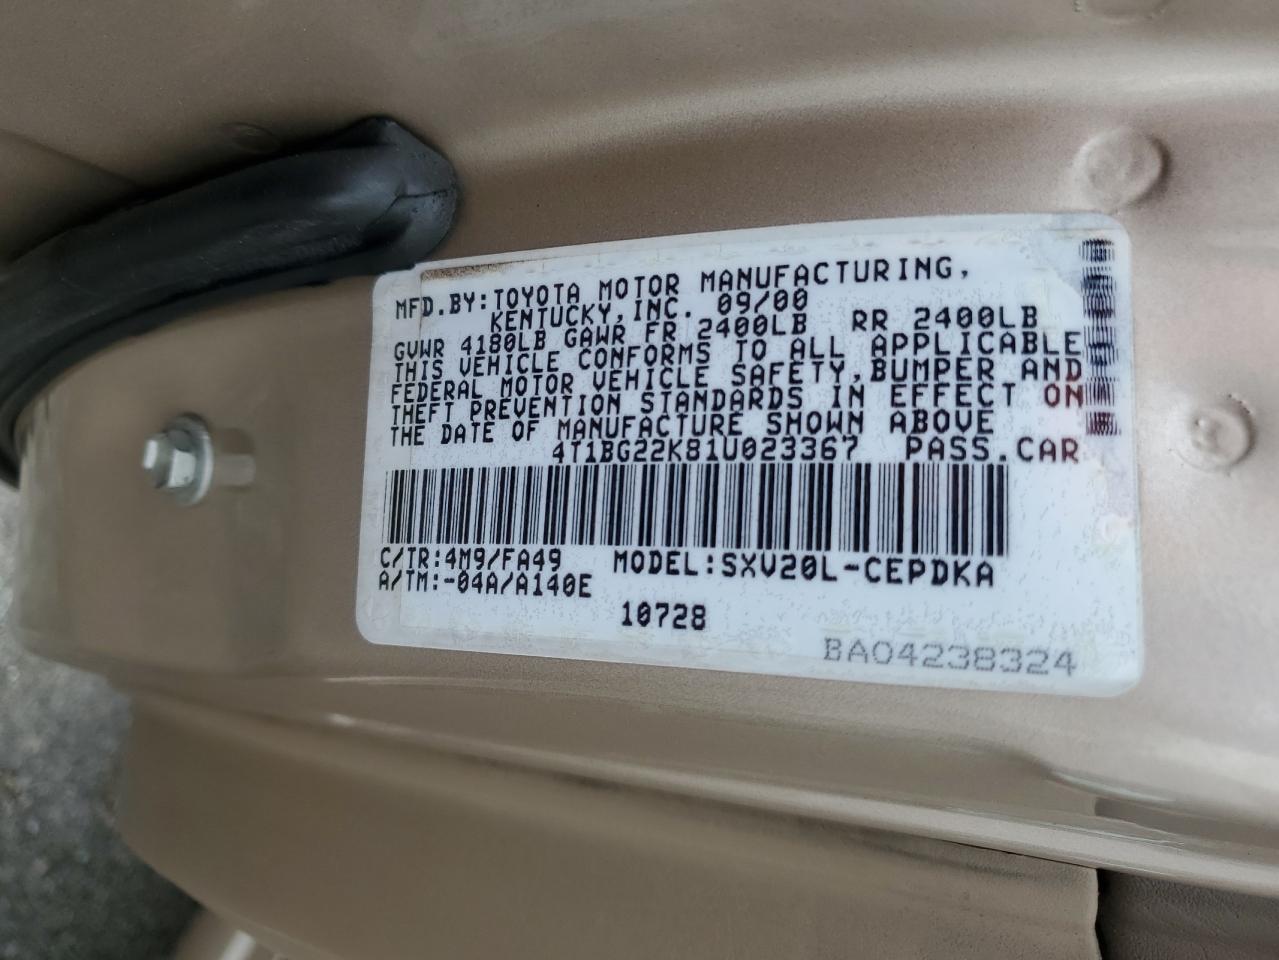 MFD.BY:TOYOTA MOTOR MANUFACTURING,
KENTUCKY,INC. 09/00
GVWR 4180LB GAWR FR 2400LB RR 2400LB
THIS VEHICLE CONFORMS TO ALL APPLICABLE
FEDERAL MOTOR VEHICLE SAFETY,BUMPER AND
THEFT PREVENTION STANDARDS IN EFFECT ON
THE DATE OF MANUFACTURE SHOWN ABOVE
4T1BG22K81U023367 PASS.CAR
C/TR:4M9/FA49 MODEL:SXV20L-CEPDKA
A/TM:-04A/A140E
10728
BA04238324